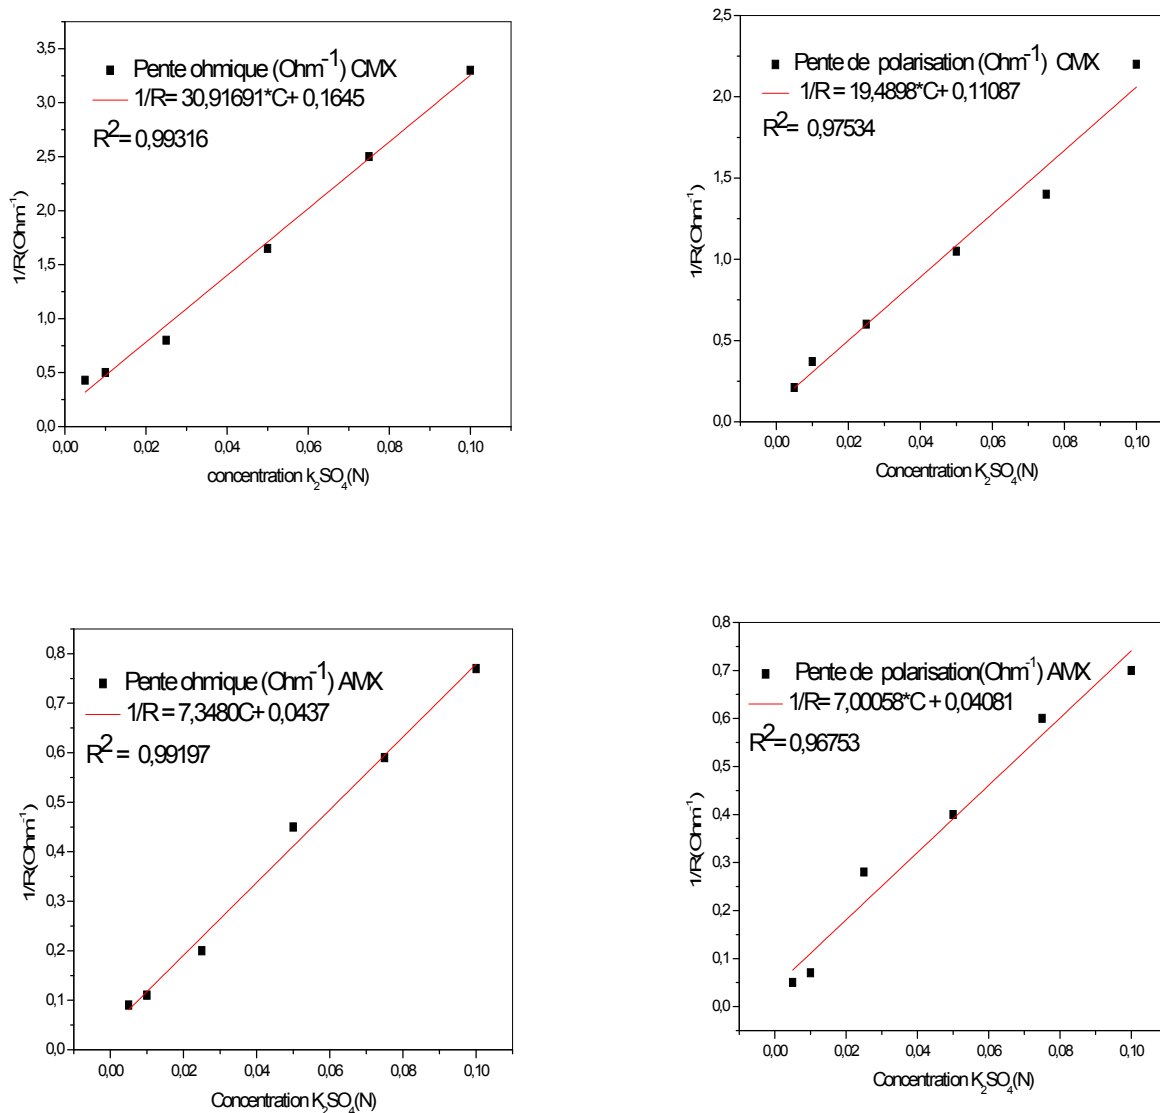 3,5
3,0
2,5
2,0
1,5
1,0
0,5
0,0
1/R(Ohm⁻¹)
■ Pente ohmique (Ohm⁻¹) CMX
1/R= 30,91691*C+ 0,1645
R²= 0,99316
0,00 0,02 0,04 0,06 0,08 0,10
concentration k₂SO₄(N)
2,5
2,0
1,5
1,0
0,5
0,0
1/R(Ohm⁻¹)
■ Pente de polarisation (Ohm⁻¹) CMX
1/R = 19,4898*C+ 0,11087
R²= 0,97534
0,00 0,02 0,04 0,06 0,08 0,10
Concentration K₂SO₄(N)
0,8
0,7
0,6
0,5
0,4
0,3
0,2
0,1
0,0
1/R(Ohm⁻¹)
■ Pente ohmique (Ohm⁻¹) AMX
1/R = 7,3480C+ 0,0437
R² = 0,99197
0,00 0,02 0,04 0,06 0,08 0,10
Concentration K₂SO₄(N)
0,8
0,7
0,6
0,5
0,4
0,3
0,2
0,1
0,0
1/R(Ohm⁻¹)
■ Pente de polarisation(Ohm⁻¹) AMX
1/R= 7,00058*C + 0,04081
R²= 0,96753
0,00 0,02 0,04 0,06 0,08 0,10
Concentration K₂SO₄(N)